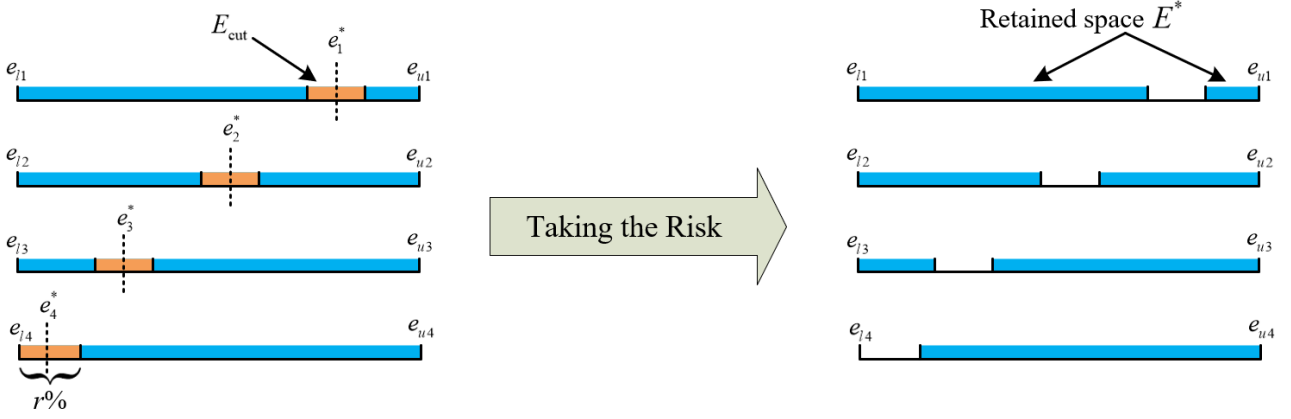 E_cut
e_1^*
e_l1
e_u1
e_2^*
e_l2
e_u2
e_3^*
e_l3
e_u3
e_4^*
e_l4
e_u4
r%
Taking the Risk
Retained space E^*
e_l1
e_u1
e_l2
e_u2
e_l3
e_u3
e_l4
e_u4